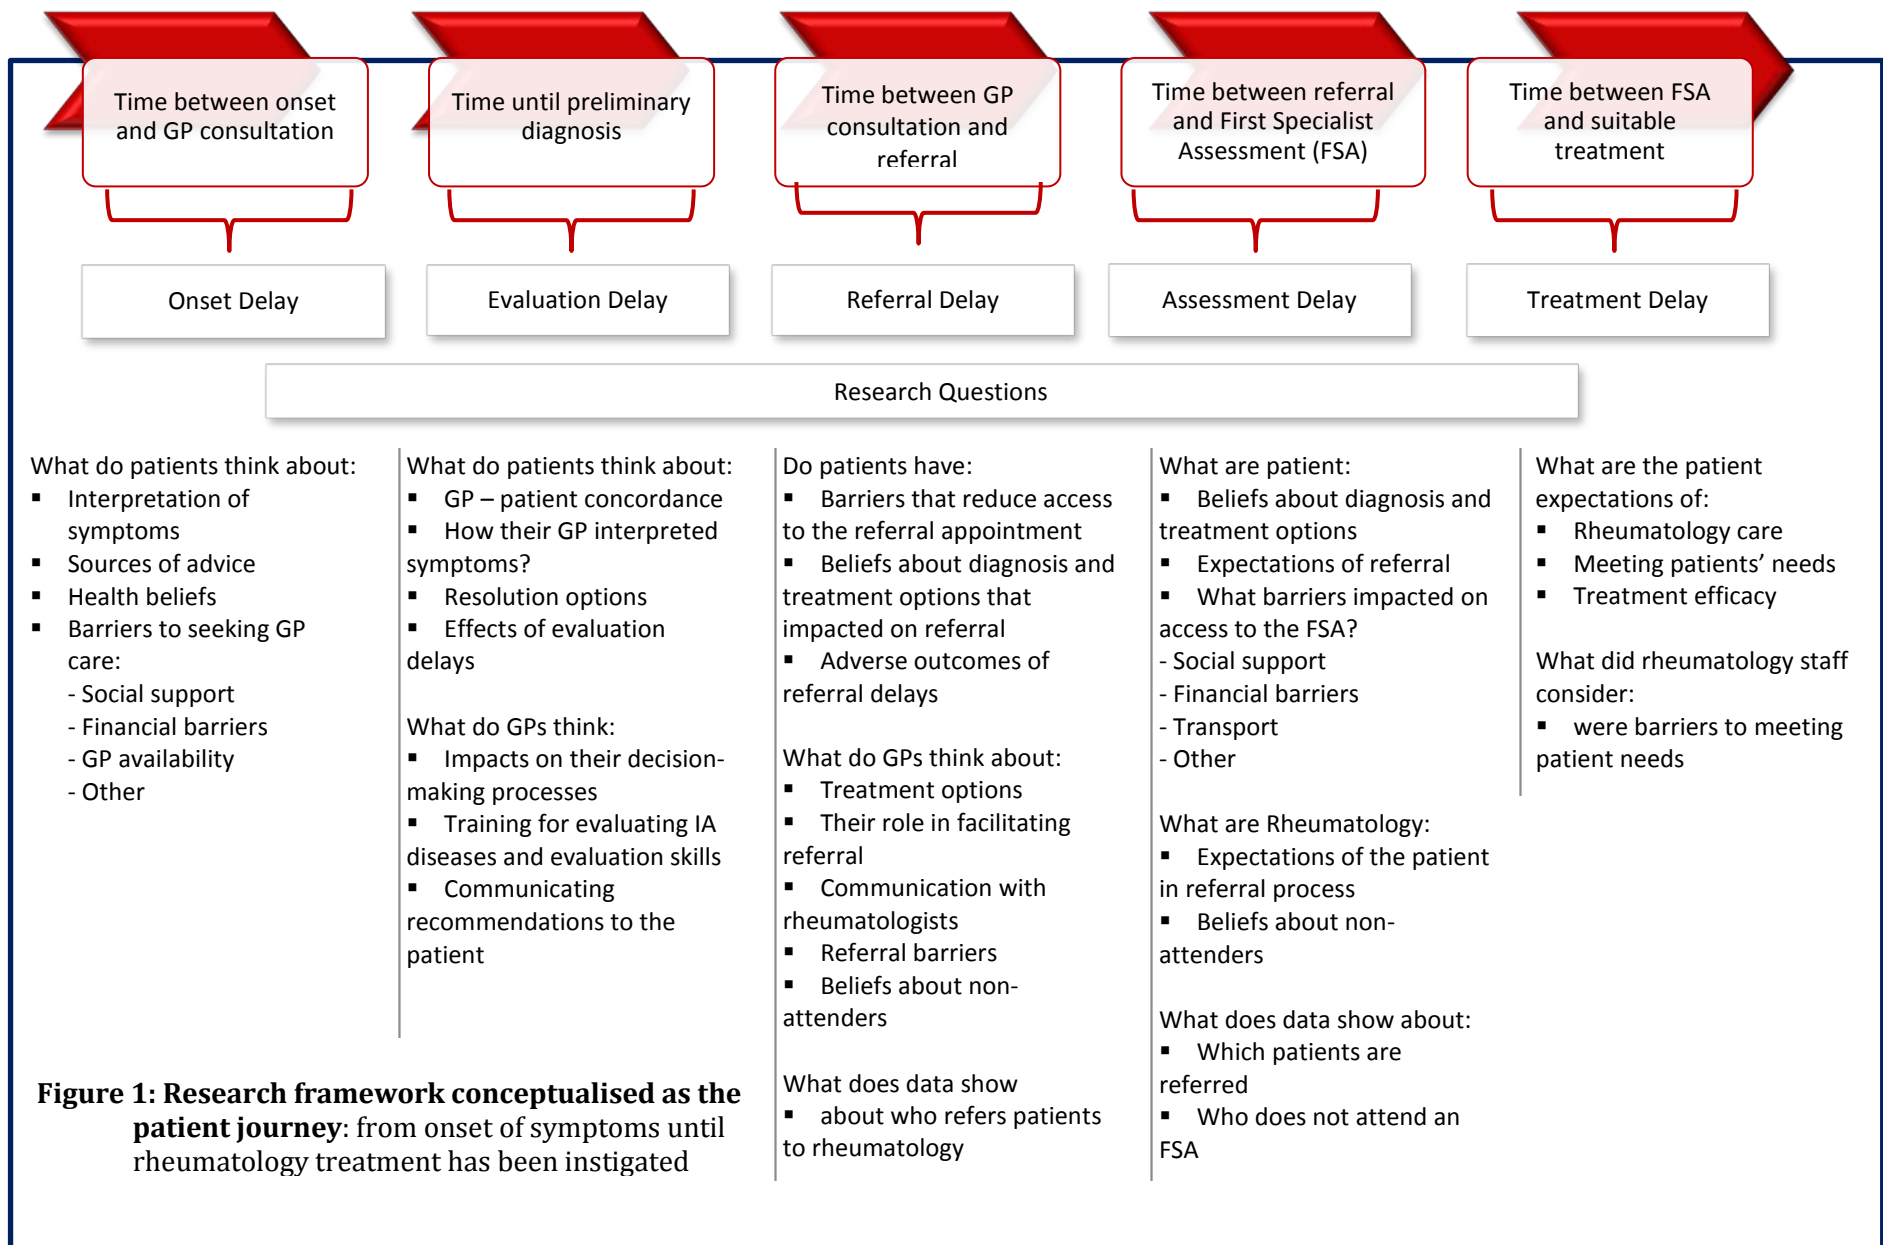 Time between onset
and GP consultation
Time until preliminary
diagnosis
Time between GP
consultation and
referral
Time between referral
and First Specialist
Assessment (FSA)
Time between FSA
and suitable
treatment
Onset Delay
Evaluation Delay
Referral Delay
Assessment Delay
Treatment Delay
Research Questions
What do patients think about:
▪ Interpretation of
symptoms
▪ Sources of advice
▪ Health beliefs
▪ Barriers to seeking GP
care:
- Social support
- Financial barriers
- GP availability
- Other
What do patients think about:
▪ GP – patient concordance
▪ How their GP interpreted
symptoms?
▪ Resolution options
▪ Effects of evaluation
delays
What do GPs think:
▪ Impacts on their decision-
making processes
▪ Training for evaluating IA
diseases and evaluation skills
▪ Communicating
recommendations to the
patient
Do patients have:
▪ Barriers that reduce access
to the referral appointment
▪ Beliefs about diagnosis and
treatment options that
impacted on referral
▪ Adverse outcomes of
referral delays
What do GPs think about:
▪ Treatment options
▪ Their role in facilitating
referral
▪ Communication with
rheumatologists
▪ Referral barriers
▪ Beliefs about non-
attenders
What does data show
▪ about who refers patients
to rheumatology
What are patient:
▪ Beliefs about diagnosis and
treatment options
▪ Expectations of referral
▪ What barriers impacted on
access to the FSA?
- Social support
- Financial barriers
- Transport
- Other
What are Rheumatology:
▪ Expectations of the patient
in referral process
▪ Beliefs about non-
attenders
What does data show about:
▪ Which patients are
referred
▪ Who does not attend an
FSA
What are the patient
expectations of:
▪ Rheumatology care
▪ Meeting patients’ needs
▪ Treatment efficacy
What did rheumatology staff
consider:
▪ were barriers to meeting
patient needs
Figure 1: Research framework conceptualised as the
patient journey: from onset of symptoms until
rheumatology treatment has been instigated